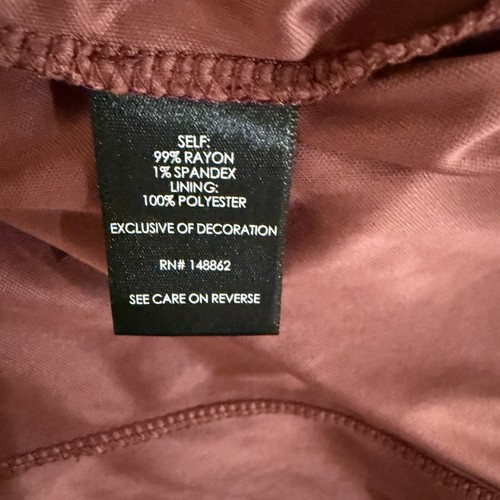 SELF:
99% RAYON
1% SPANDEX
LINING:
100% POLYESTER
EXCLUSIVE OF DECORATION
RN# 148862
SEE CARE ON REVERSE